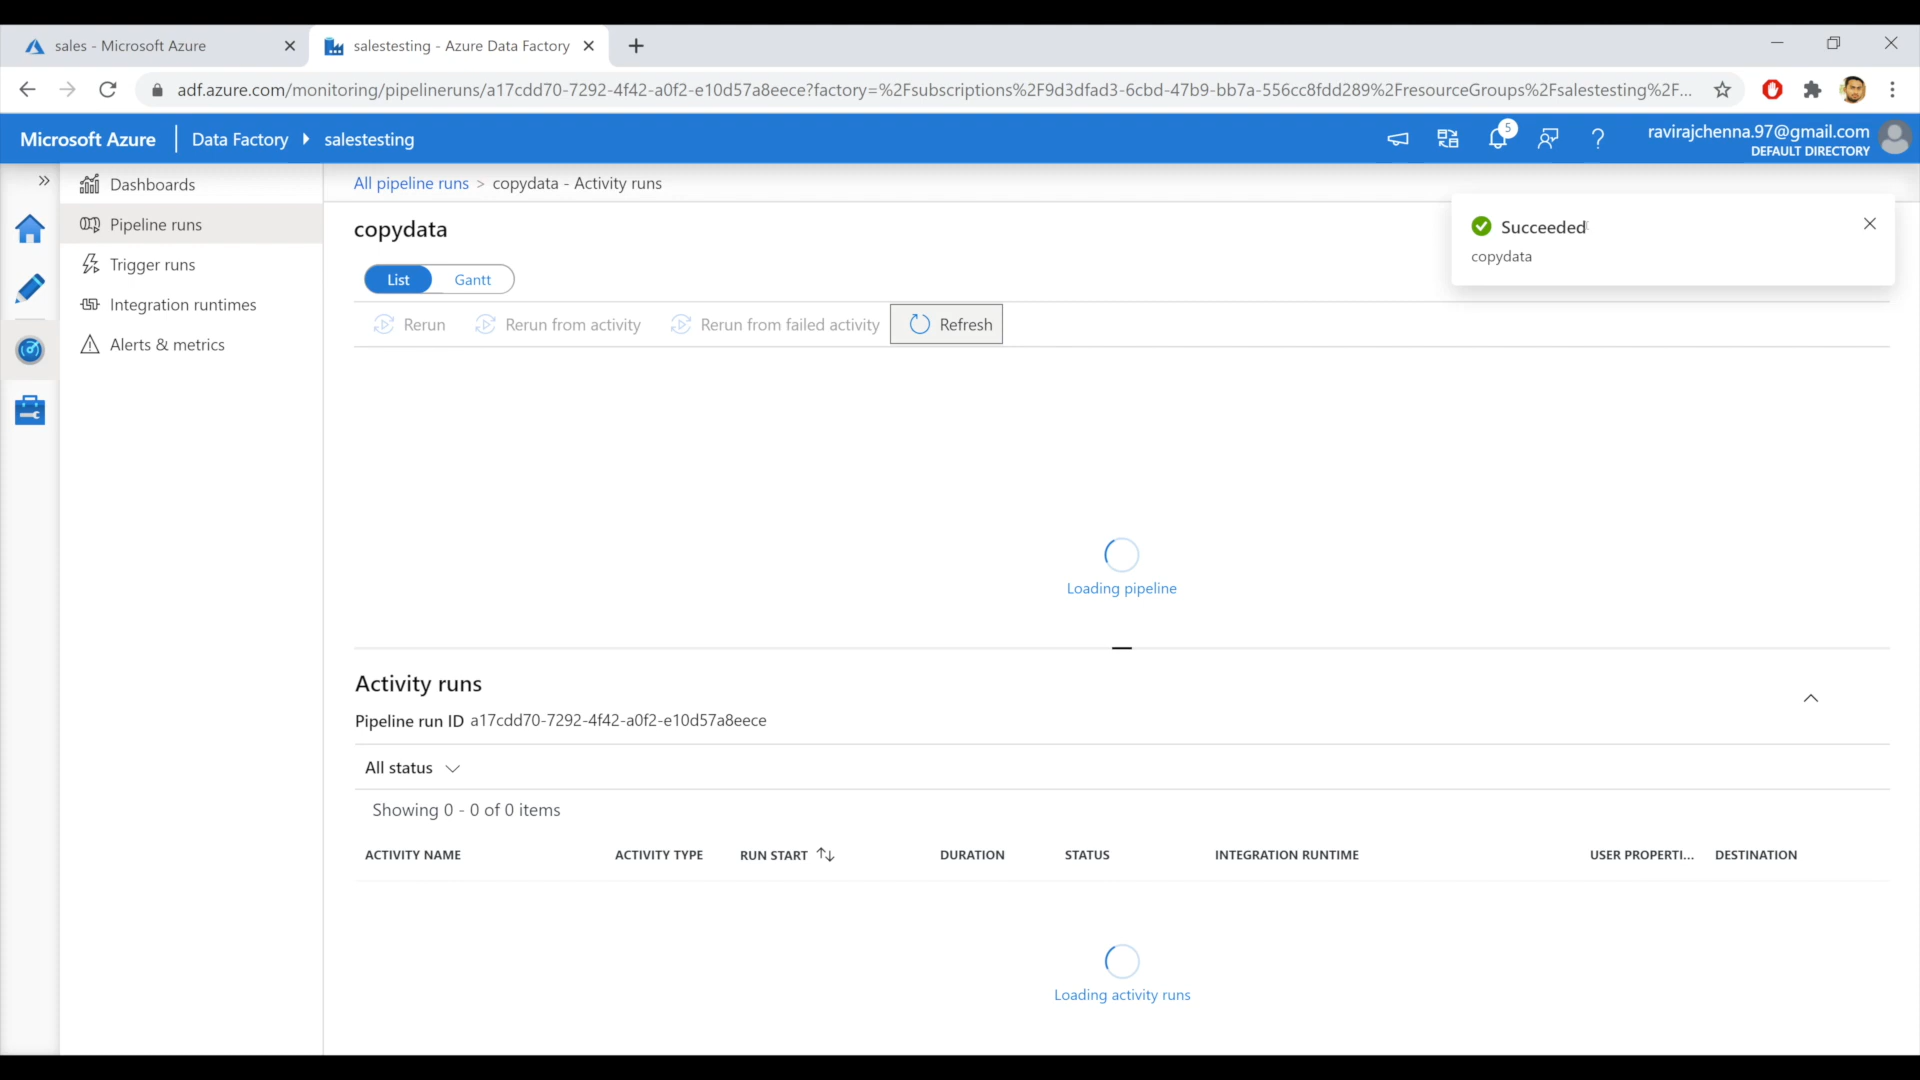 sales - Microsoft Azure
salestesting - Azure Data Factory
adf.azure.com/monitoring/pipelineruns/a17cdd70-7292-4f42-a0f2-e10d57a8eece?factory=%2Fsubscriptions%2F9d3dfad3-6cbd-47b9-bb7a-556cc8fdd289%2FresourceGroups%2Fsalestesting%2F...
Microsoft Azure
Data Factory
salestesting
5
ravirajchenna.97@gmail.com
DEFAULT DIRECTORY
Dashboards
Pipeline runs
Trigger runs
Integration runtimes
Alerts & metrics
All pipeline runs > copydata - Activity runs
copydata
Succeeded
copydata
List
Gantt
Rerun
Rerun from activity
Rerun from failed activity
Refresh
Loading pipeline
Activity runs
Pipeline run ID a17cdd70-7292-4f42-a0f2-e10d57a8eece
All status
Showing 0 - 0 of 0 items
ACTIVITY NAME
ACTIVITY TYPE
RUN START
DURATION
STATUS
INTEGRATION RUNTIME
USER PROPERTI...
DESTINATION
Loading activity runs